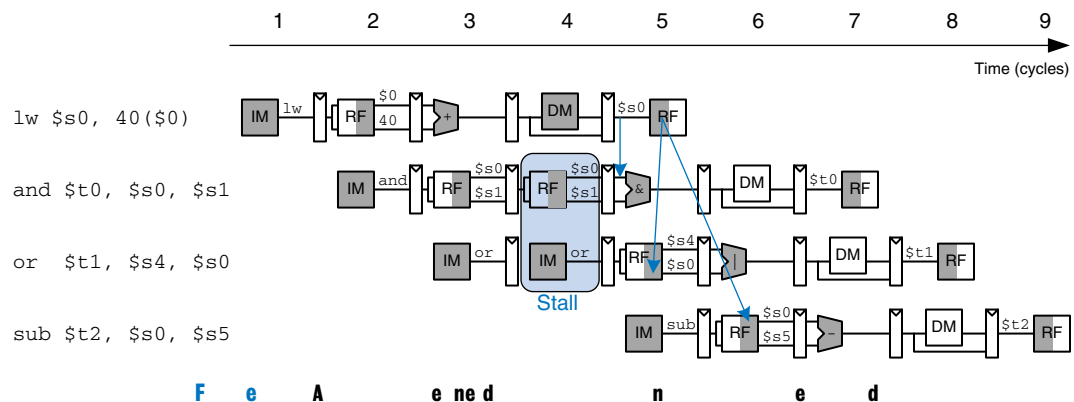 1 2 3 4 5 6 7 8 9
Time (cycles)
lw $s0, 40($0) IM lw RF $0 40 + DM $s0 RF
and $t0, $s0, $s1 IM and RF $s0 $s1 RF $s0 $s1 & DM $t0 RF
or $t1, $s4, $s0 IM or IM or RF $s4 $s0 | DM $t1 RF
Stall
sub $t2, $s0, $s5 IM sub RF $s0 $s5 - DM $t2 RF
F e A e ne d n e d